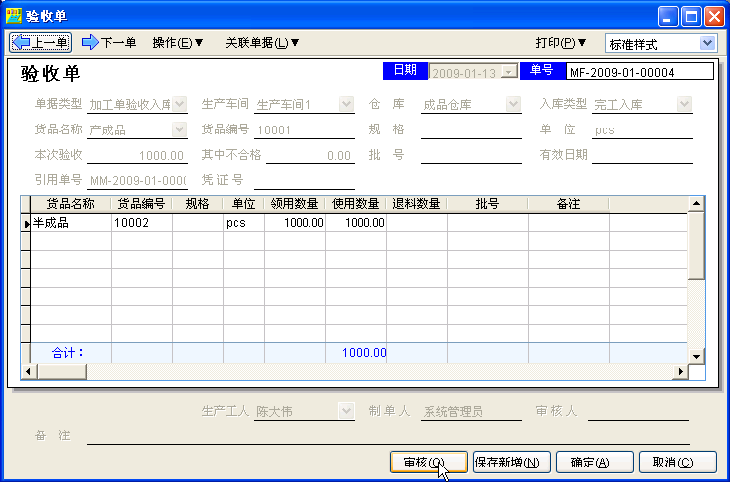 验收单
上一单 下一单 操作(E)▼ 关联单据(L)▼ 打印(P)▼ 标准样式
验收单 日期 2009-01-13 单号 MF-2009-01-00004
单据类型 加工单验收入库 生产车间 生产车间1 仓 库 成品仓库 入库类型 完工入库
货品名称 产成品 货品编号 10001 规 格 单 位 pcs
本次验收 1000.00 其中不合格 0.00 批 号 有效日期
引用单号 MM-2009-01-000 凭证号
货品名称 货品编号 规格 单位 领用数量 使用数量 退料数量 批号 备注
半成品 10002 pcs 1000.00 1000.00
合计： 1000.00
生产工人 陈大伟 制单人 系统管理员 审核人
备 注
审核( 保存新增(N) 确定(A) 取消(C)